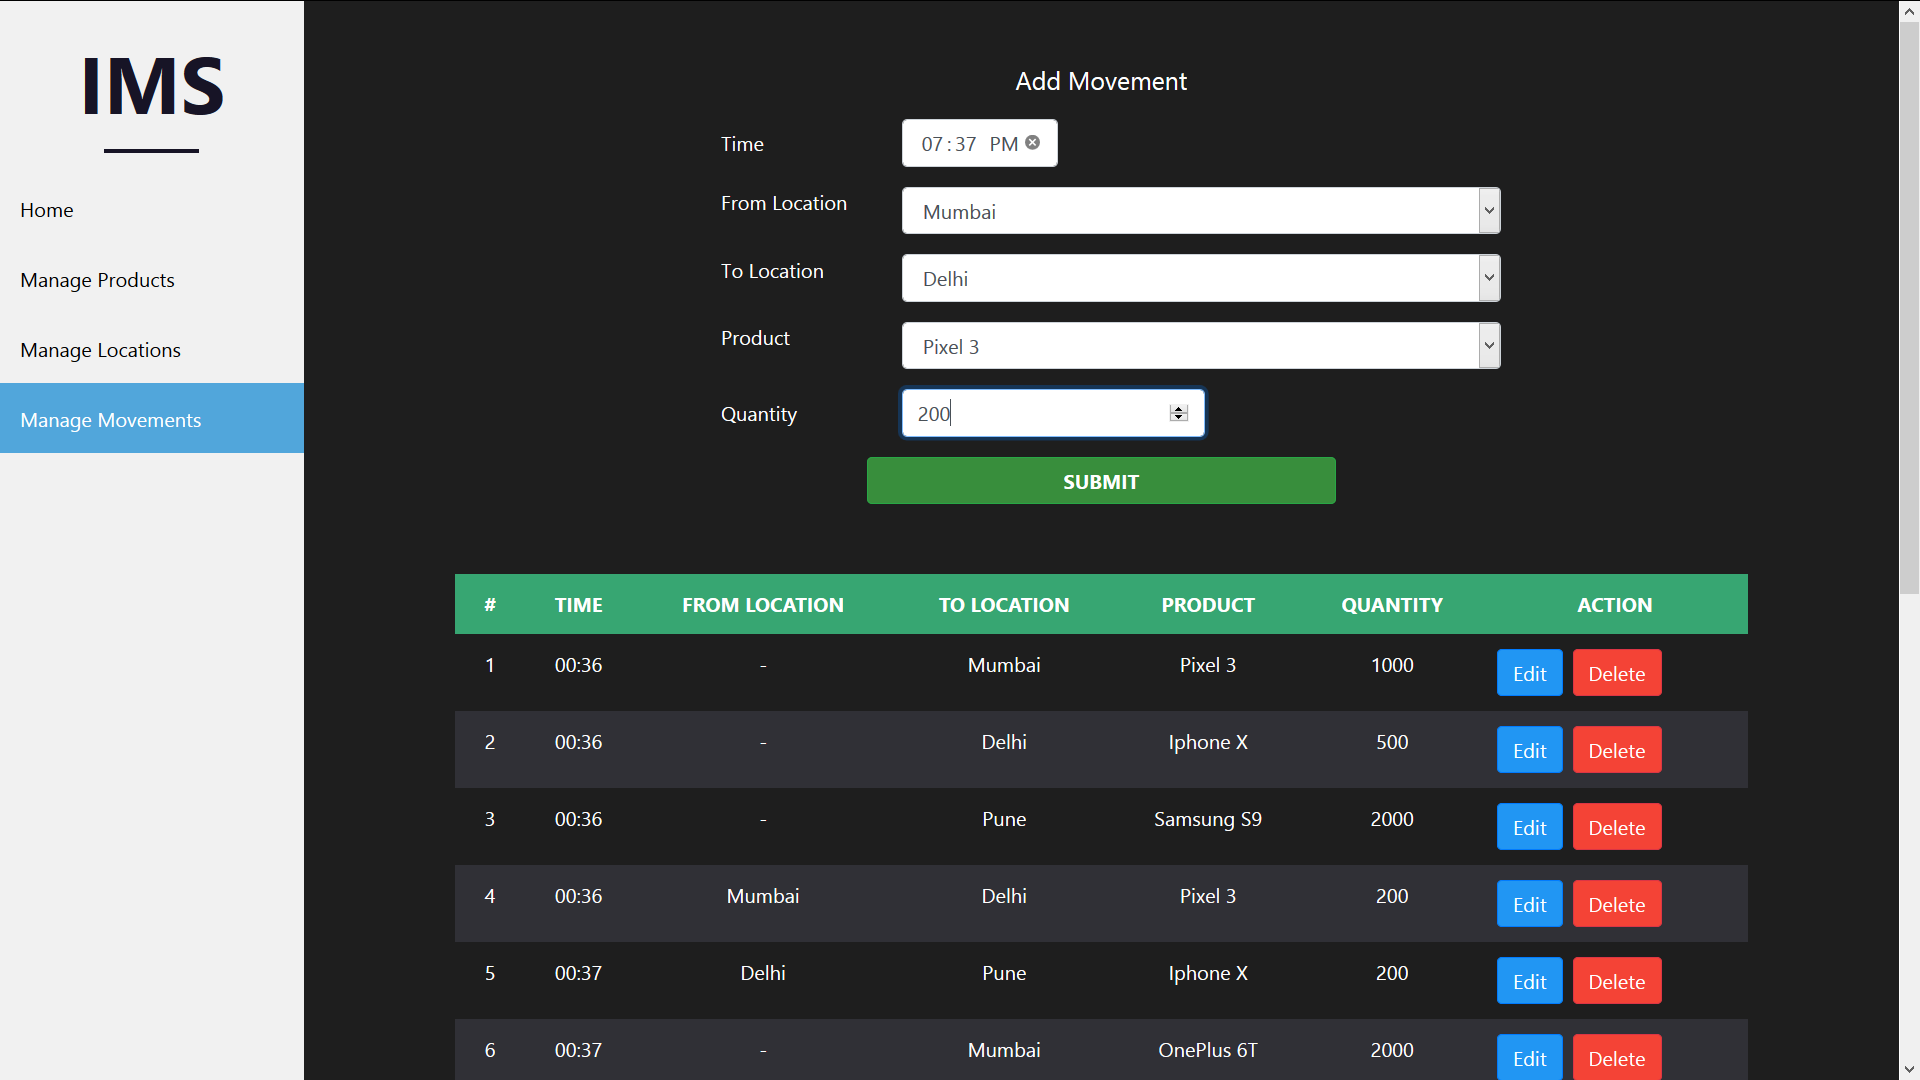 IMS
Home
Manage Products
Manage Locations
Manage Movements
Add Movement
Time 07:37 PM
From Location Mumbai
To Location Delhi
Product Pixel 3
Quantity 200
SUBMIT
# TIME FROM LOCATION TO LOCATION PRODUCT QUANTITY ACTION
1 00:36 - Mumbai Pixel 3 1000 Edit Delete
2 00:36 - Delhi Iphone X 500 Edit Delete
3 00:36 - Pune Samsung S9 2000 Edit Delete
4 00:36 Mumbai Delhi Pixel 3 200 Edit Delete
5 00:37 Delhi Pune Iphone X 200 Edit Delete
6 00:37 - Mumbai OnePlus 6T 2000 Edit Delete